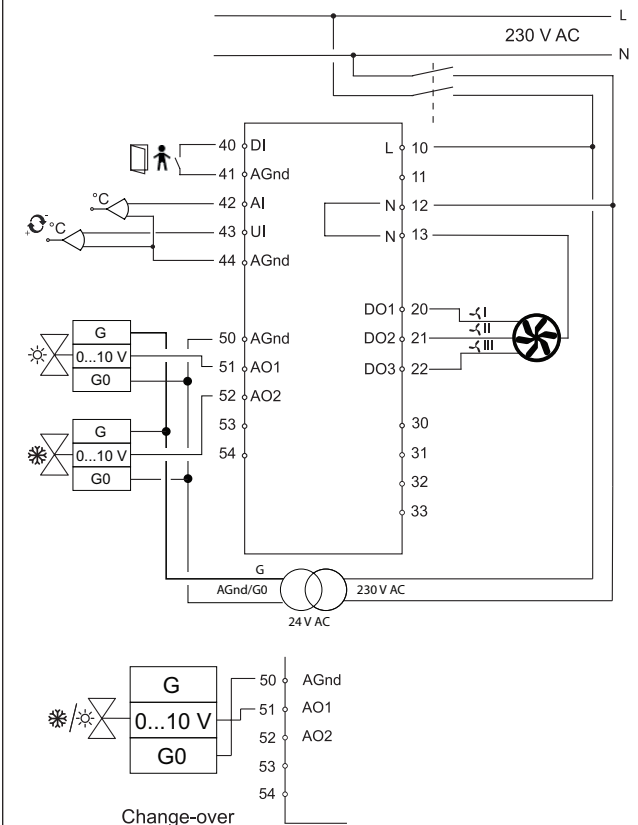 L
230 V AC
N
40 DI
L 10
41 AGnd
11
°C
42 AI
N 12
+ - °C
43 UI
N 13
44 AGnd
DO1 20 I
G
50 AGnd
DO2 21 II
0...10 V
51 AO1
III
G0
DO3 22
52 AO2
G
53
30
0...10 V
54
31
G0
32
33
G
AGnd/G0
230 V AC
24 V AC
G
50 AGnd
0...10 V
51 AO1
/
52 AO2
G0
53
54
Change-over